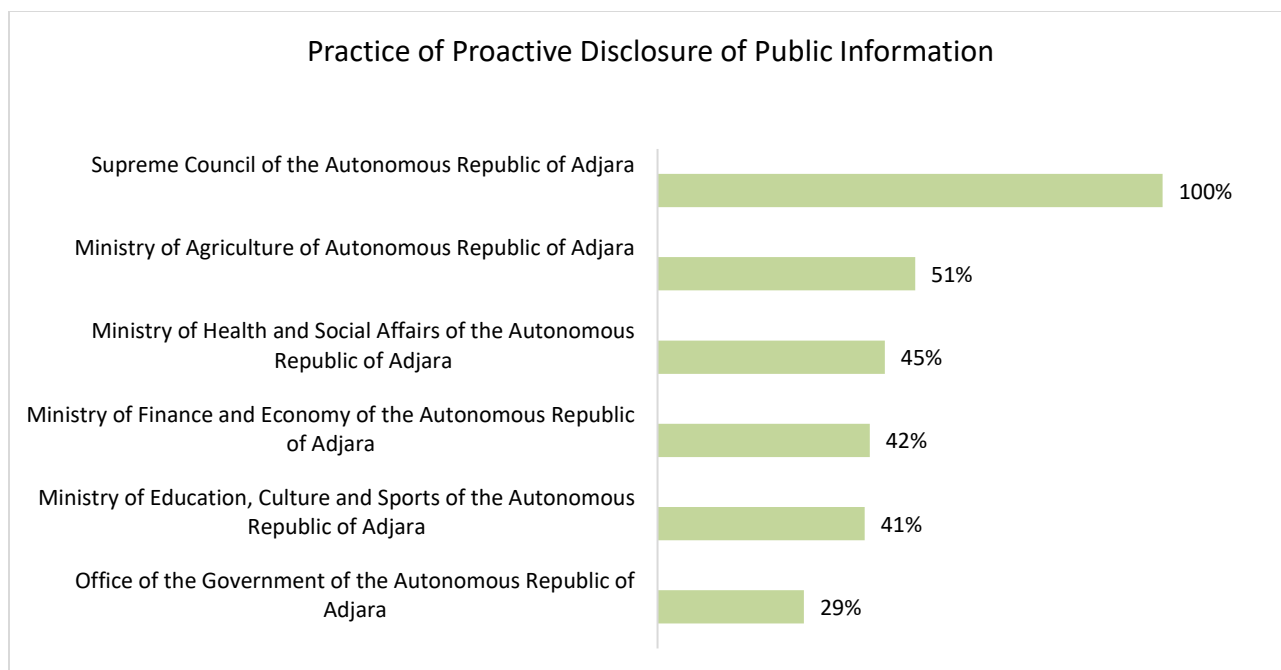 Practice of Proactive Disclosure of Public Information
Supreme Council of the Autonomous Republic of Adjara
100%
Ministry of Agriculture of Autonomous Republic of Adjara
51%
Ministry of Health and Social Affairs of the Autonomous
Republic of Adjara
45%
Ministry of Finance and Economy of the Autonomous Republic
of Adjara
42%
Ministry of Education, Culture and Sports of the Autonomous
Republic of Adjara
41%
Office of the Government of the Autonomous Republic of
Adjara
29%